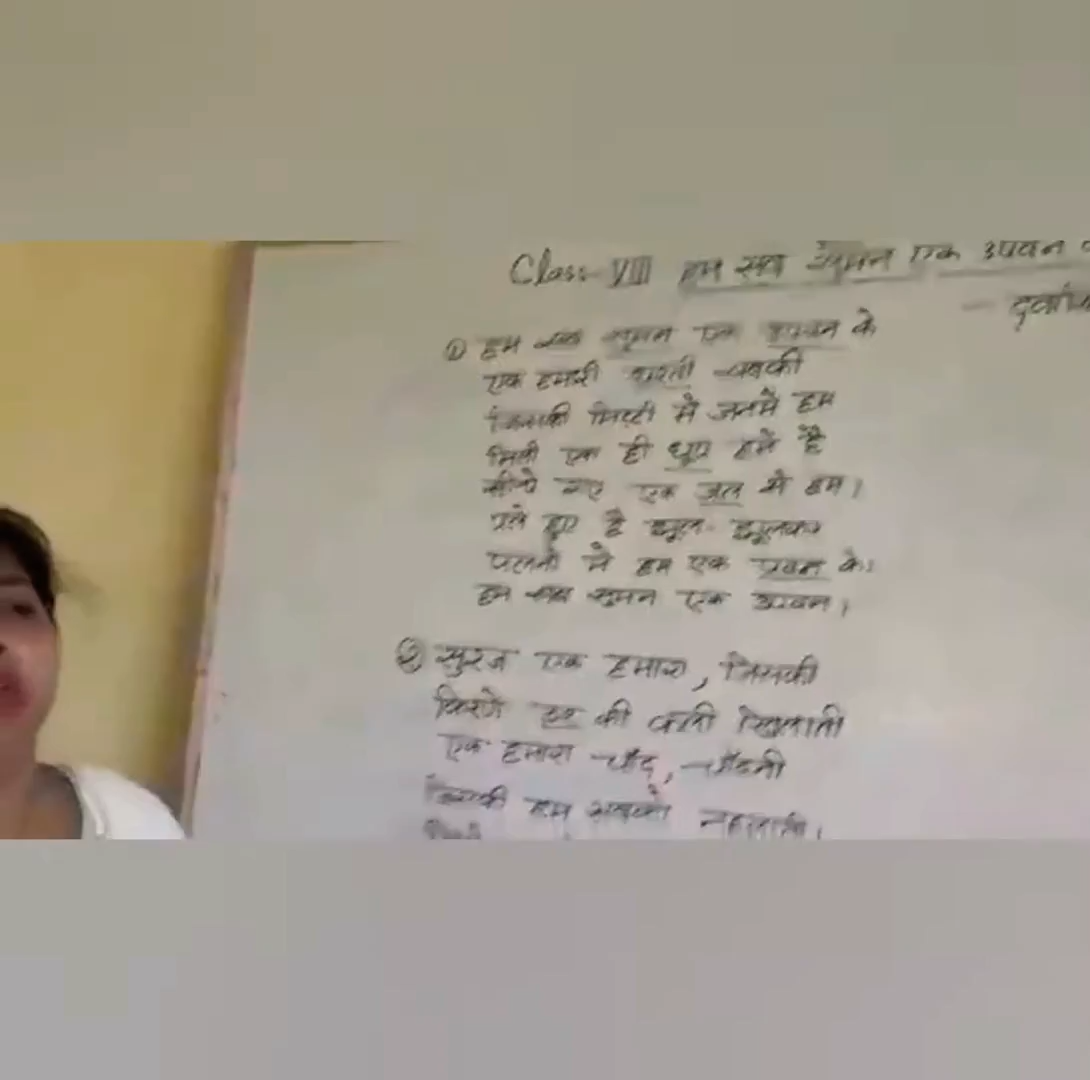 Class-VIII हम सब सुमन एक उपवन के
① हम सब सुमन एक उपवन के
एक हमारी धरती सबकी
जिसकी मिट्टी में जनमे हम
मिली एक ही धूप हमें है
सींचे गए एक जल से हम।
पले हुए है झूल-झूलकर
पलनों में हम एक पवन के।
हम सब सुमन एक उपवन।
② सुरज एक हमारा, जिसकी
किरणे हर की कली खिलाती
एक हमारा चाँद, चाँदनी
जिसकी हम सबको नहलाती।